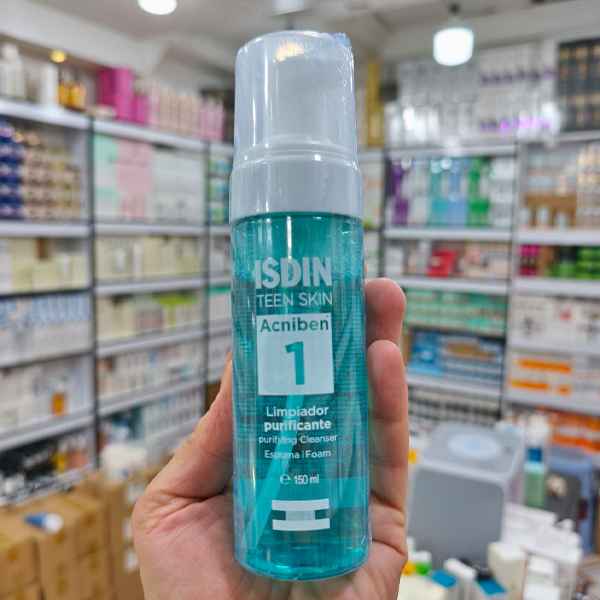 ISDIN
TEEN SKIN
Acniben
1
Limpiador
purificante
purifying Cleanser
Espuma | Foam
℮ 150 ml